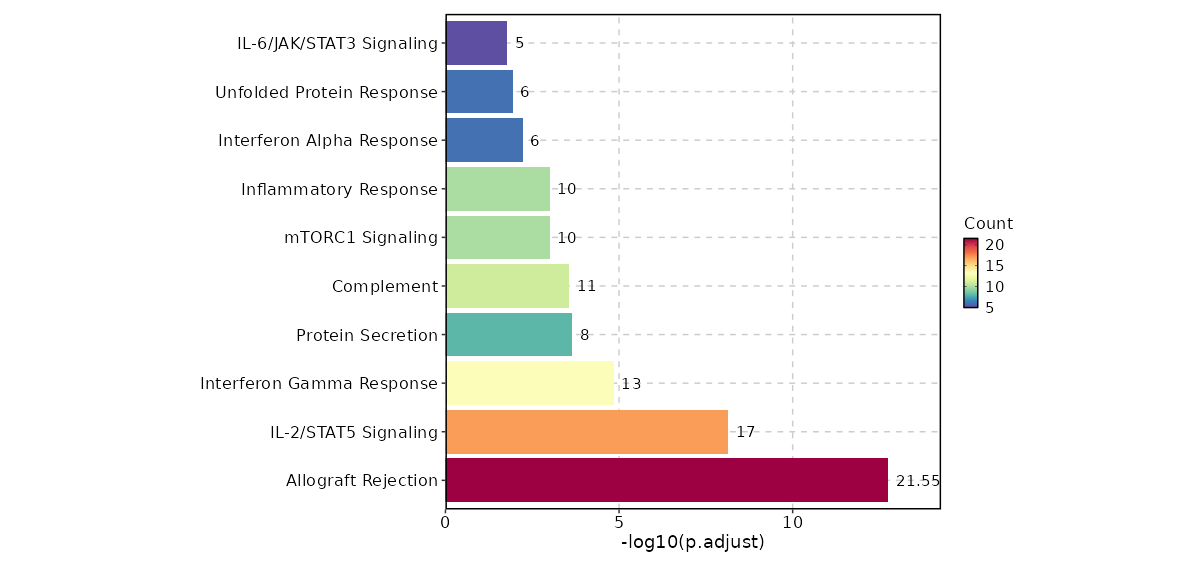 IL-6/JAK/STAT3 Signaling 5
Unfolded Protein Response 6
Interferon Alpha Response 6
Inflammatory Response 10
mTORC1 Signaling 10
Complement 11
Protein Secretion 8
Interferon Gamma Response 13
IL-2/STAT5 Signaling 17
Allograft Rejection 21.55
0 5 10
-log10(p.adjust)
Count
20
15
10
5